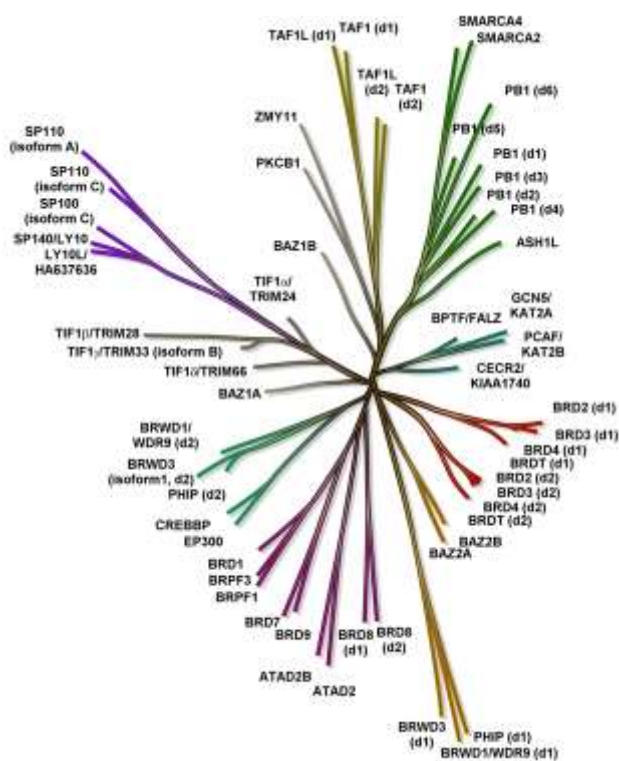 SMARCA4
SMARCA2
TAF1L (d1)
TAF1 (d1)
TAF1L
(d2)
TAF1
(d2)
PB1 (d6)
ZMY11
PB1 (d5)
SP110
(isoform A)
PB1 (d1)
PKCB1
SP110
(isoform C)
PB1 (d3)
PB1 (d2)
SP100
(isoform C)
PB1 (d4)
SP140/LY10
ASH1L
LY10L/
HA637636
BAZ1B
TIF1α/
TRIM24
GCN5/
KAT2A
BPTF/FALZ
TIF1β/TRIM28
PCAF/
KAT2B
TIF1γ/TRIM33 (isoform B)
TIF1δ/TRIM66
CECR2/
KIAA1740
BAZ1A
BRD2 (d1)
BRWD1/
WDR9 (d2)
BRD3 (d1)
BRD4 (d1)
BRDT (d1)
BRWD3
(isoform1, d2)
BRD2 (d2)
BRD3 (d2)
PHIP (d2)
BRD4 (d2)
BRDT (d2)
CREBBP
EP300
BAZ2B
BAZ2A
BRD1
BRPF3
BRPF1
BRD7
BRD9
BRD8
(d1)
BRD8
(d2)
ATAD2B
ATAD2
BRWD3
(d1)
PHIP (d1)
BRWD1/WDR9 (d1)